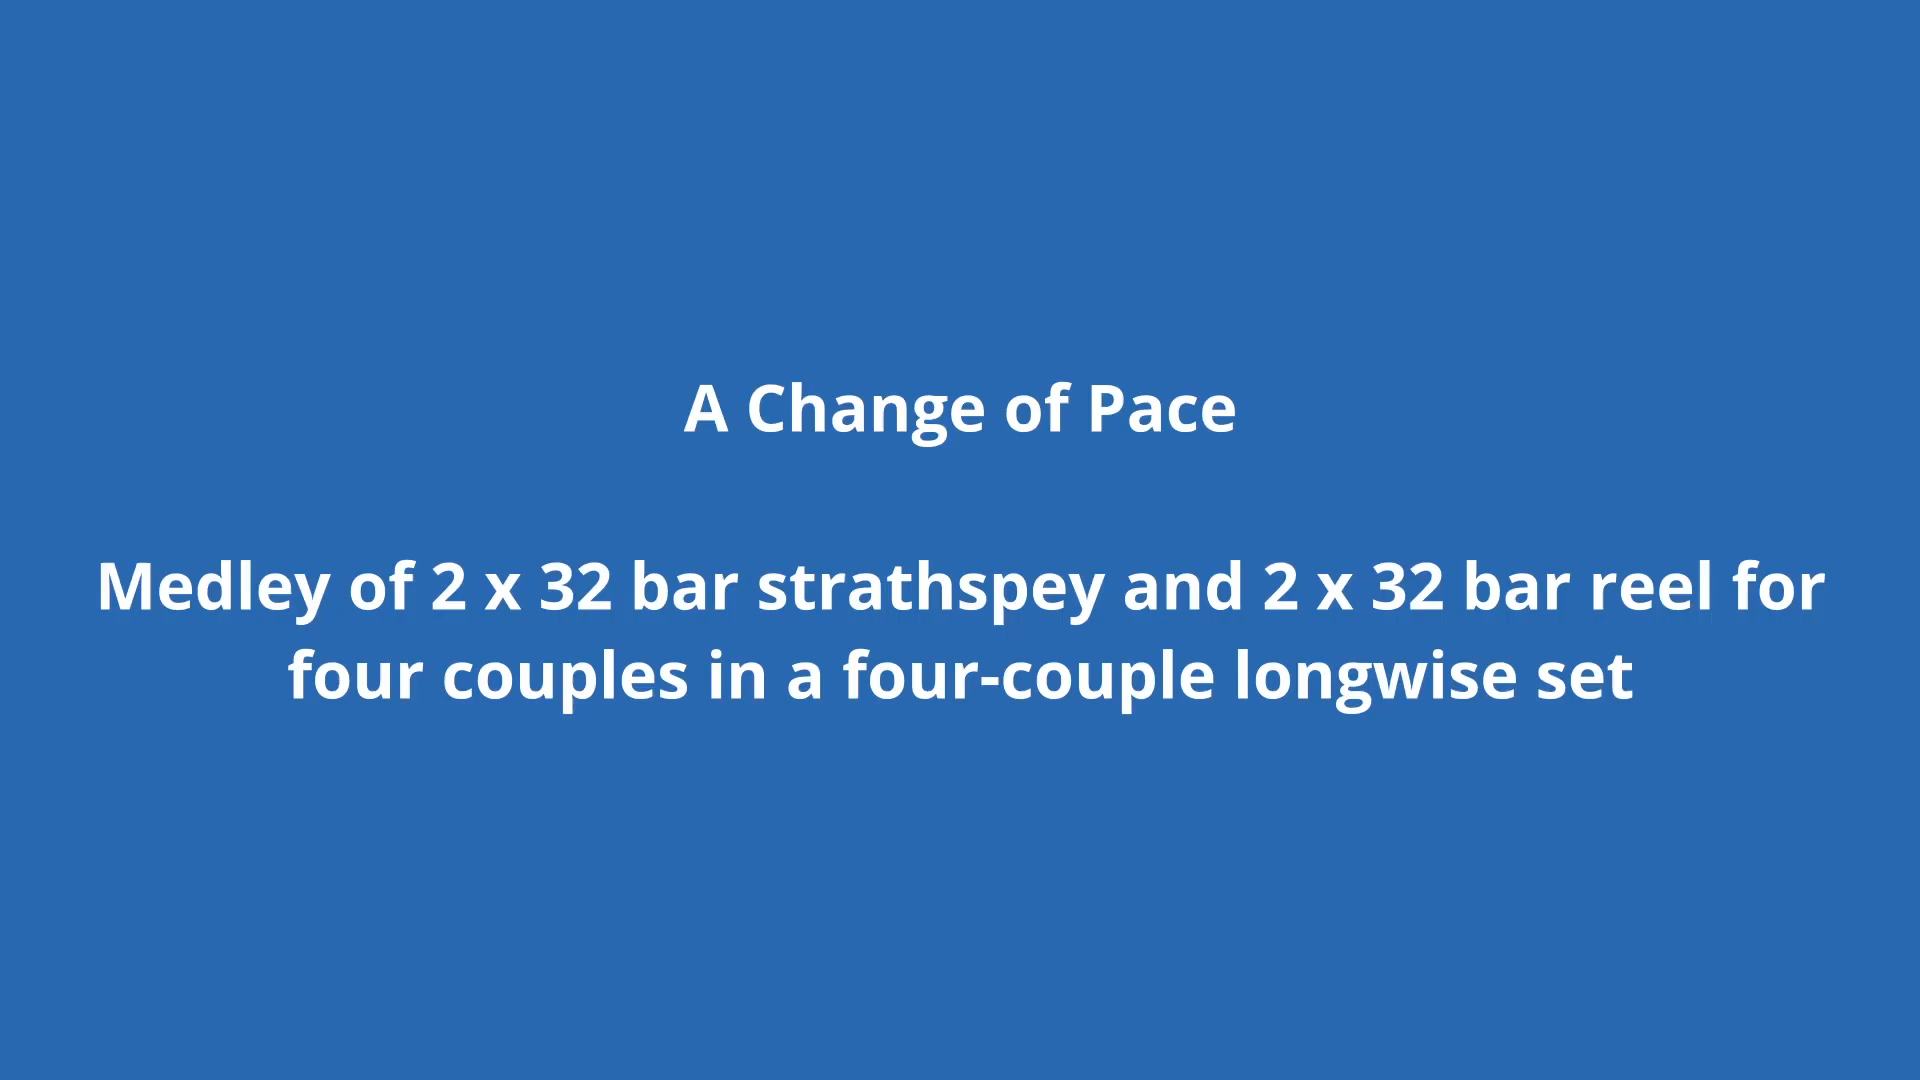 A Change of Pace
Medley of 2 x 32 bar strathspey and 2 x 32 bar reel for
four couples in a four-couple longwise set